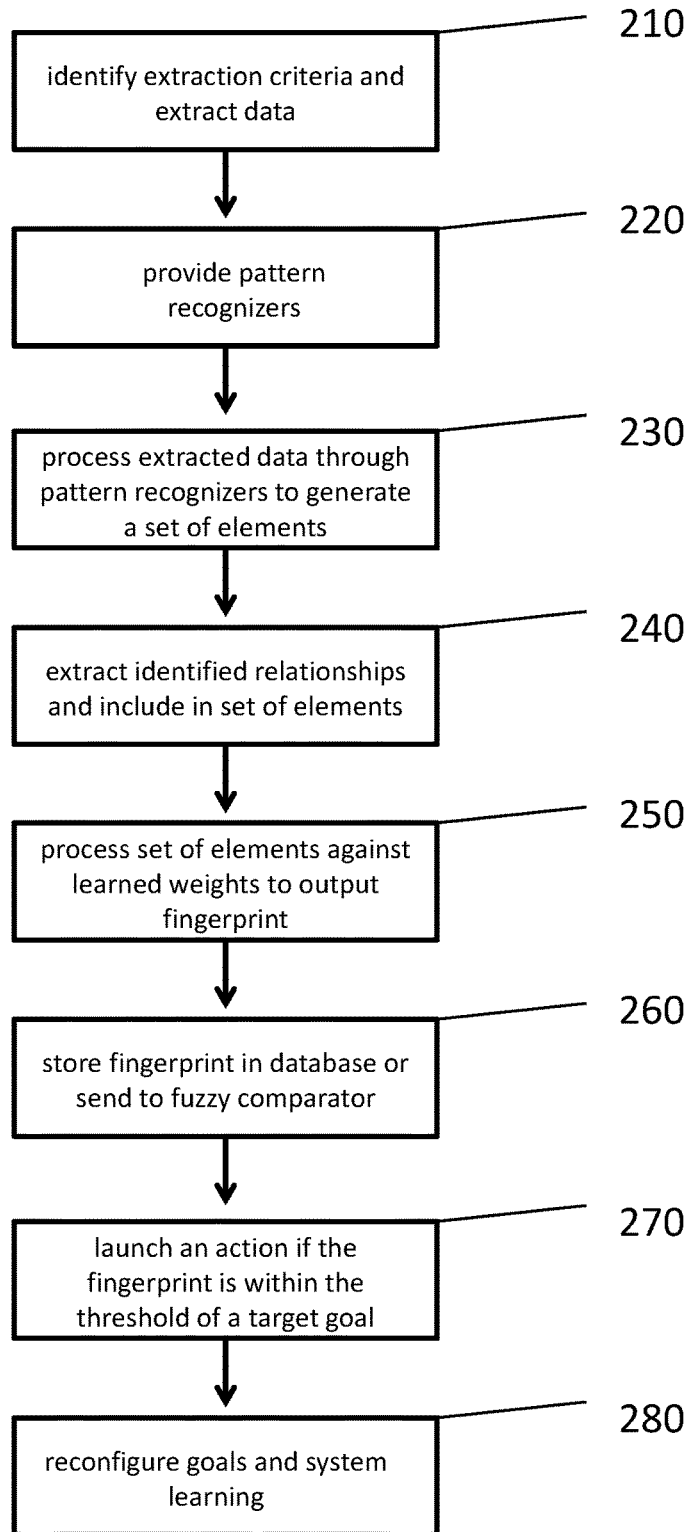 210
identify extraction criteria and
extract data
220
provide pattern
recognizers
230
process extracted data through
pattern recognizers to generate
a set of elements
240
extract identified relationships
and include in set of elements
250
process set of elements against
learned weights to output
fingerprint
260
store fingerprint in database or
send to fuzzy comparator
270
launch an action if the
fingerprint is within the
threshold of a target goal
280
reconfigure goals and system
learning